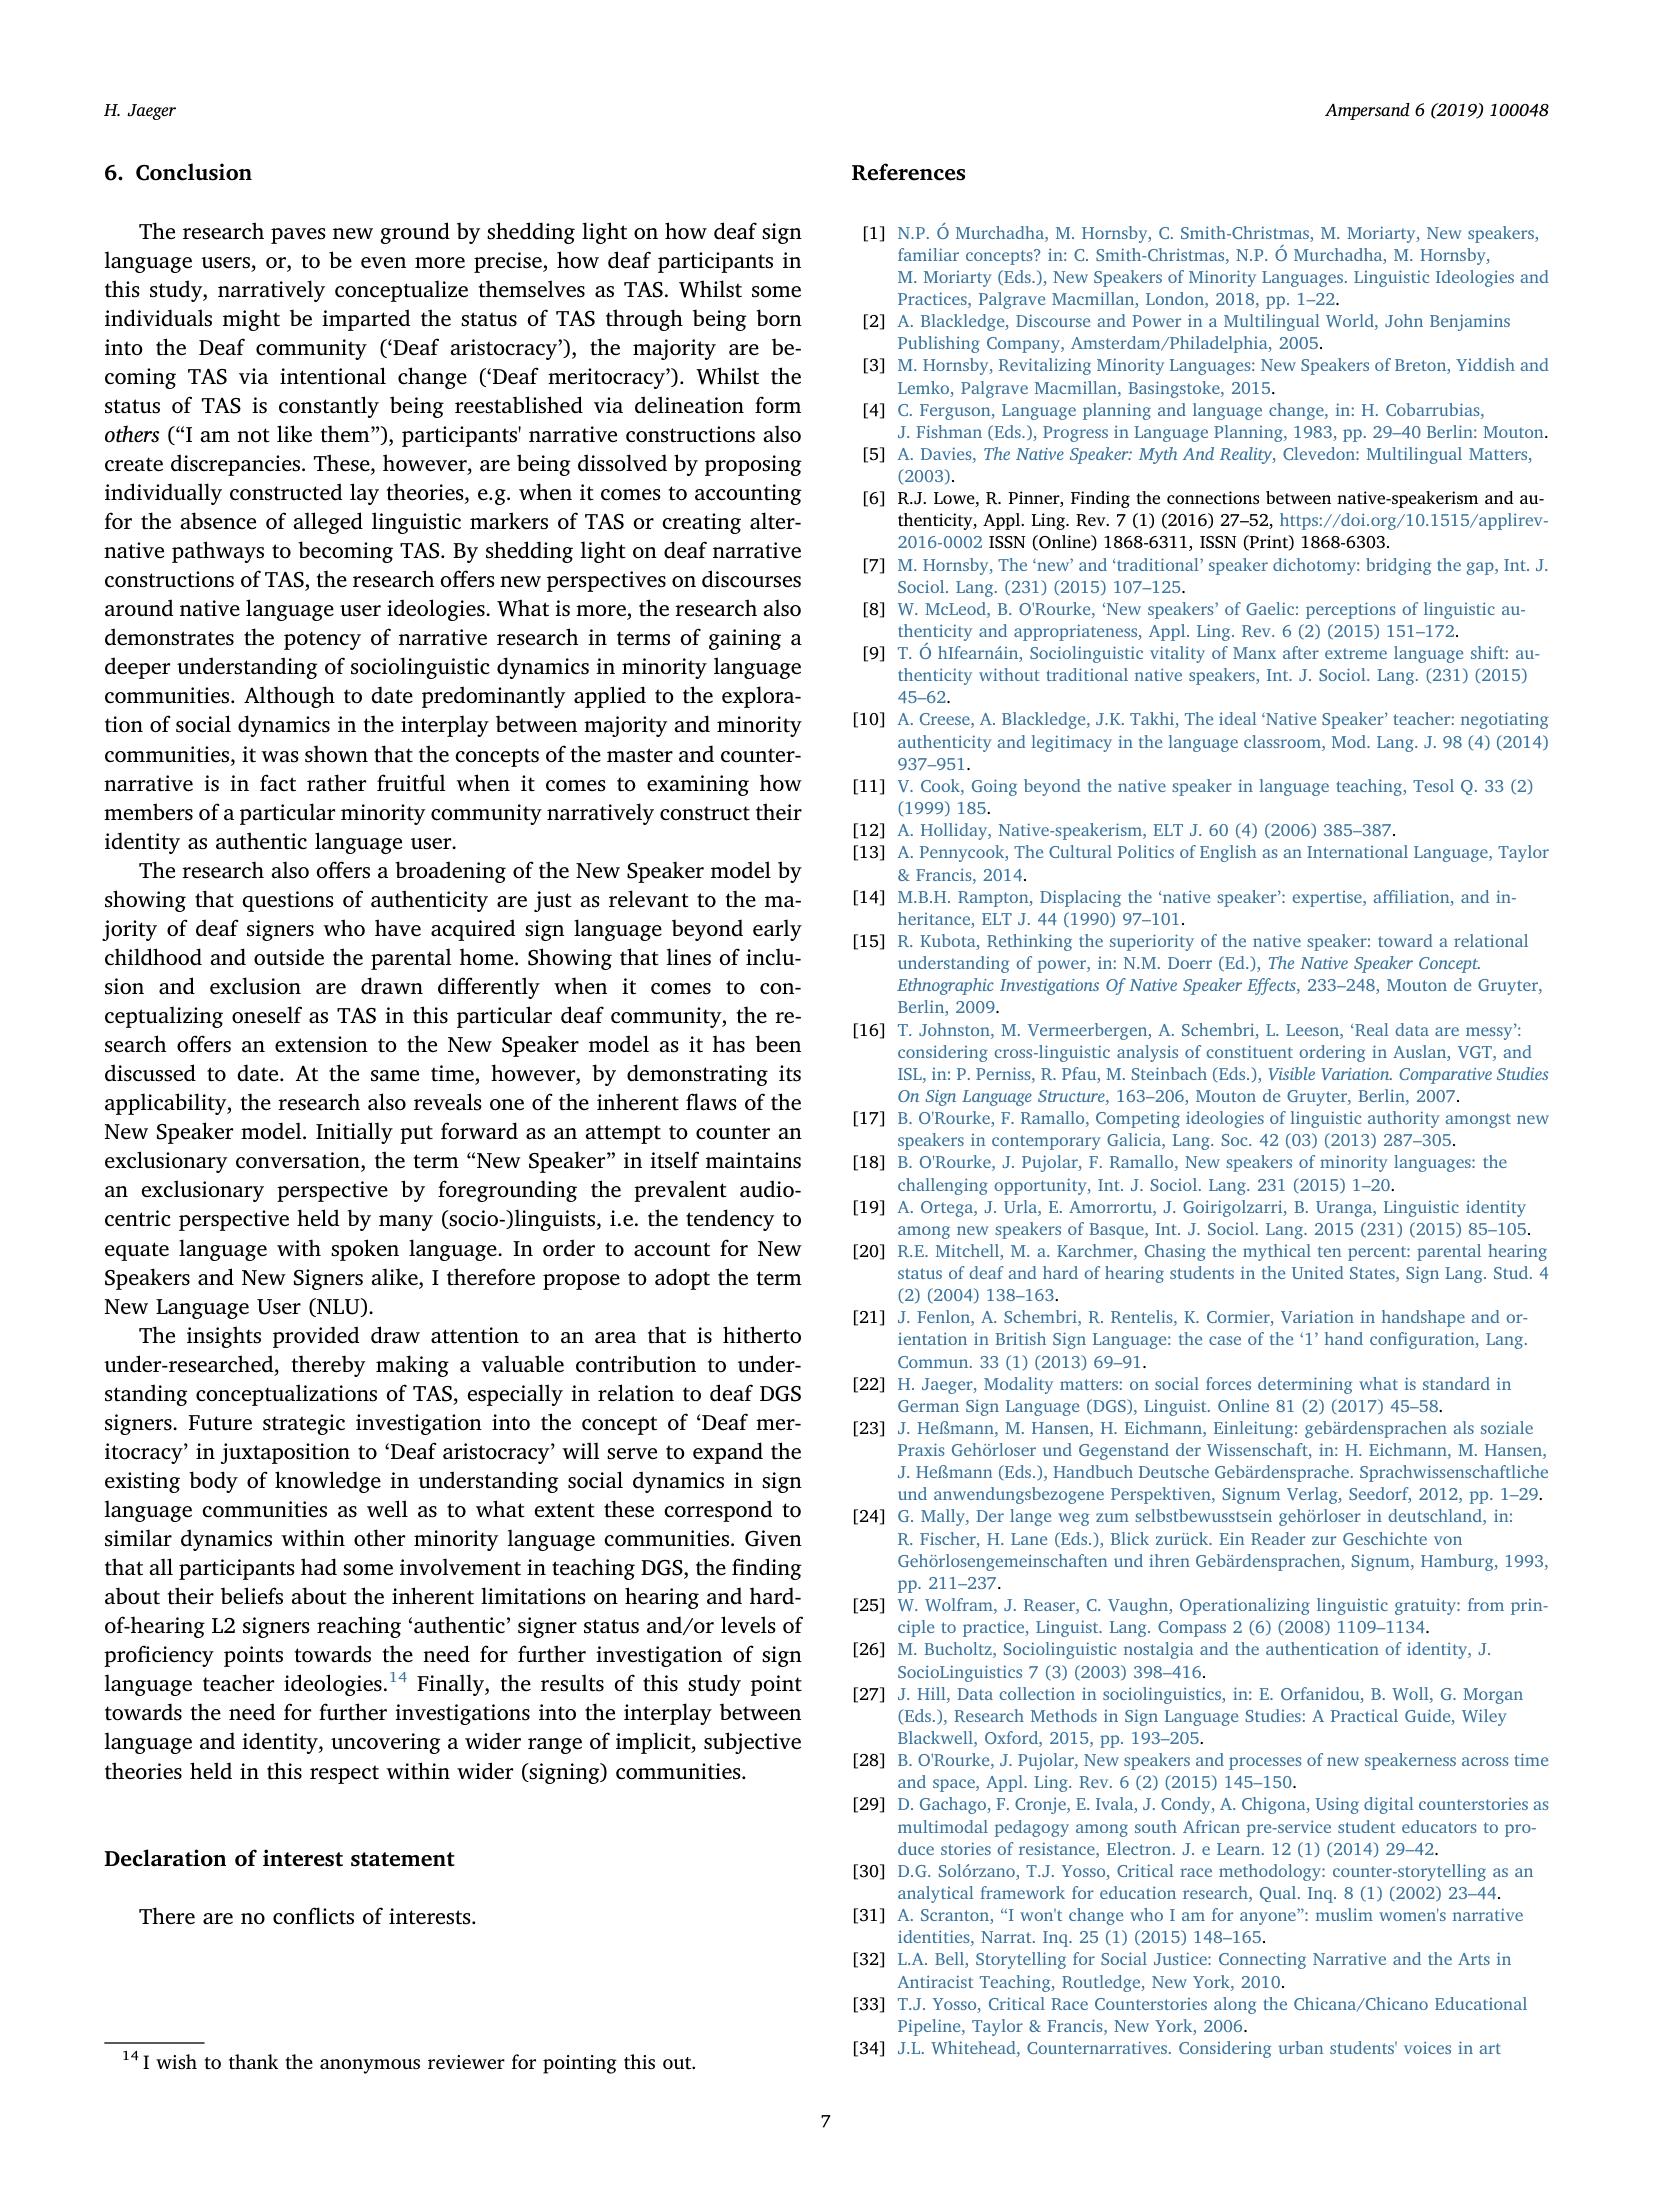 H. Jaeger
Ampersand 6 (2019) 100048
6. Conclusion
The research paves new ground by shedding light on how deaf sign
language users, or, to be even more precise, how deaf participants in
this study, narratively conceptualize themselves as TAS. Whilst some
individuals might be imparted the status of TAS through being born
into the Deaf community (‘Deaf aristocracy’), the majority are be-
coming TAS via intentional change (‘Deaf meritocracy’). Whilst the
status of TAS is constantly being reestablished via delineation form
others (“I am not like them”), participants' narrative constructions also
create discrepancies. These, however, are being dissolved by proposing
individually constructed lay theories, e.g. when it comes to accounting
for the absence of alleged linguistic markers of TAS or creating alter-
native pathways to becoming TAS. By shedding light on deaf narrative
constructions of TAS, the research offers new perspectives on discourses
around native language user ideologies. What is more, the research also
demonstrates the potency of narrative research in terms of gaining a
deeper understanding of sociolinguistic dynamics in minority language
communities. Although to date predominantly applied to the explora-
tion of social dynamics in the interplay between majority and minority
communities, it was shown that the concepts of the master and counter-
narrative is in fact rather fruitful when it comes to examining how
members of a particular minority community narratively construct their
identity as authentic language user.
The research also offers a broadening of the New Speaker model by
showing that questions of authenticity are just as relevant to the ma-
jority of deaf signers who have acquired sign language beyond early
childhood and outside the parental home. Showing that lines of inclu-
sion and exclusion are drawn differently when it comes to con-
ceptualizing oneself as TAS in this particular deaf community, the re-
search offers an extension to the New Speaker model as it has been
discussed to date. At the same time, however, by demonstrating its
applicability, the research also reveals one of the inherent flaws of the
New Speaker model. Initially put forward as an attempt to counter an
exclusionary conversation, the term “New Speaker” in itself maintains
an exclusionary perspective by foregrounding the prevalent audio-
centric perspective held by many (socio-)linguists, i.e. the tendency to
equate language with spoken language. In order to account for New
Speakers and New Signers alike, I therefore propose to adopt the term
New Language User (NLU).
The insights provided draw attention to an area that is hitherto
under-researched, thereby making a valuable contribution to under-
standing conceptualizations of TAS, especially in relation to deaf DGS
signers. Future strategic investigation into the concept of ‘Deaf mer-
itocracy’ in juxtaposition to ‘Deaf aristocracy’ will serve to expand the
existing body of knowledge in understanding social dynamics in sign
language communities as well as to what extent these correspond to
similar dynamics within other minority language communities. Given
that all participants had some involvement in teaching DGS, the finding
about their beliefs about the inherent limitations on hearing and hard-
of-hearing L2 signers reaching ‘authentic’ signer status and/or levels of
proficiency points towards the need for further investigation of sign
language teacher ideologies.14 Finally, the results of this study point
towards the need for further investigations into the interplay between
language and identity, uncovering a wider range of implicit, subjective
theories held in this respect within wider (signing) communities.
Declaration of interest statement
There are no conflicts of interests.
14 I wish to thank the anonymous reviewer for pointing this out.
References
[1] N.P. Ó Murchadha, M. Hornsby, C. Smith-Christmas, M. Moriarty, New speakers,
familiar concepts? in: C. Smith-Christmas, N.P. Ó Murchadha, M. Hornsby,
M. Moriarty (Eds.), New Speakers of Minority Languages. Linguistic Ideologies and
Practices, Palgrave Macmillan, London, 2018, pp. 1–22.
[2] A. Blackledge, Discourse and Power in a Multilingual World, John Benjamins
Publishing Company, Amsterdam/Philadelphia, 2005.
[3] M. Hornsby, Revitalizing Minority Languages: New Speakers of Breton, Yiddish and
Lemko, Palgrave Macmillan, Basingstoke, 2015.
[4] C. Ferguson, Language planning and language change, in: H. Cobarrubias,
J. Fishman (Eds.), Progress in Language Planning, 1983, pp. 29–40 Berlin: Mouton.
[5] A. Davies, The Native Speaker: Myth And Reality, Clevedon: Multilingual Matters,
(2003).
[6] R.J. Lowe, R. Pinner, Finding the connections between native-speakerism and au-
thenticity, Appl. Ling. Rev. 7 (1) (2016) 27–52, https://doi.org/10.1515/applirev-
2016-0002 ISSN (Online) 1868-6311, ISSN (Print) 1868-6303.
[7] M. Hornsby, The ‘new’ and ‘traditional’ speaker dichotomy: bridging the gap, Int. J.
Sociol. Lang. (231) (2015) 107–125.
[8] W. McLeod, B. O'Rourke, ‘New speakers’ of Gaelic: perceptions of linguistic au-
thenticity and appropriateness, Appl. Ling. Rev. 6 (2) (2015) 151–172.
[9] T. Ó hIfearnáin, Sociolinguistic vitality of Manx after extreme language shift: au-
thenticity without traditional native speakers, Int. J. Sociol. Lang. (231) (2015)
45–62.
[10] A. Creese, A. Blackledge, J.K. Takhi, The ideal ‘Native Speaker’ teacher: negotiating
authenticity and legitimacy in the language classroom, Mod. Lang. J. 98 (4) (2014)
937–951.
[11] V. Cook, Going beyond the native speaker in language teaching, Tesol Q. 33 (2)
(1999) 185.
[12] A. Holliday, Native-speakerism, ELT J. 60 (4) (2006) 385–387.
[13] A. Pennycook, The Cultural Politics of English as an International Language, Taylor
& Francis, 2014.
[14] M.B.H. Rampton, Displacing the ‘native speaker’: expertise, affiliation, and in-
heritance, ELT J. 44 (1990) 97–101.
[15] R. Kubota, Rethinking the superiority of the native speaker: toward a relational
understanding of power, in: N.M. Doerr (Ed.), The Native Speaker Concept.
Ethnographic Investigations Of Native Speaker Effects, 233–248, Mouton de Gruyter,
Berlin, 2009.
[16] T. Johnston, M. Vermeerbergen, A. Schembri, L. Leeson, ‘Real data are messy’:
considering cross-linguistic analysis of constituent ordering in Auslan, VGT, and
ISL, in: P. Perniss, R. Pfau, M. Steinbach (Eds.), Visible Variation. Comparative Studies
On Sign Language Structure, 163–206, Mouton de Gruyter, Berlin, 2007.
[17] B. O'Rourke, F. Ramallo, Competing ideologies of linguistic authority amongst new
speakers in contemporary Galicia, Lang. Soc. 42 (03) (2013) 287–305.
[18] B. O'Rourke, J. Pujolar, F. Ramallo, New speakers of minority languages: the
challenging opportunity, Int. J. Sociol. Lang. 231 (2015) 1–20.
[19] A. Ortega, J. Urla, E. Amorrortu, J. Goirigolzarri, B. Uranga, Linguistic identity
among new speakers of Basque, Int. J. Sociol. Lang. 2015 (231) (2015) 85–105.
[20] R.E. Mitchell, M. a. Karchmer, Chasing the mythical ten percent: parental hearing
status of deaf and hard of hearing students in the United States, Sign Lang. Stud. 4
(2) (2004) 138–163.
[21] J. Fenlon, A. Schembri, R. Rentelis, K. Cormier, Variation in handshape and or-
ientation in British Sign Language: the case of the ‘1’ hand configuration, Lang.
Commun. 33 (1) (2013) 69–91.
[22] H. Jaeger, Modality matters: on social forces determining what is standard in
German Sign Language (DGS), Linguist. Online 81 (2) (2017) 45–58.
[23] J. Heßmann, M. Hansen, H. Eichmann, Einleitung: gebärdensprachen als soziale
Praxis Gehörloser und Gegenstand der Wissenschaft, in: H. Eichmann, M. Hansen,
J. Heßmann (Eds.), Handbuch Deutsche Gebärdensprache. Sprachwissenschaftliche
und anwendungsbezogene Perspektiven, Signum Verlag, Seedorf, 2012, pp. 1–29.
[24] G. Mally, Der lange weg zum selbstbewusstsein gehörloser in deutschland, in:
R. Fischer, H. Lane (Eds.), Blick zurück. Ein Reader zur Geschichte von
Gehörlosengemeinschaften und ihren Gebärdensprachen, Signum, Hamburg, 1993,
pp. 211–237.
[25] W. Wolfram, J. Reaser, C. Vaughn, Operationalizing linguistic gratuity: from prin-
ciple to practice, Linguist. Lang. Compass 2 (6) (2008) 1109–1134.
[26] M. Bucholtz, Sociolinguistic nostalgia and the authentication of identity, J.
SocioLinguistics 7 (3) (2003) 398–416.
[27] J. Hill, Data collection in sociolinguistics, in: E. Orfanidou, B. Woll, G. Morgan
(Eds.), Research Methods in Sign Language Studies: A Practical Guide, Wiley
Blackwell, Oxford, 2015, pp. 193–205.
[28] B. O'Rourke, J. Pujolar, New speakers and processes of new speakerness across time
and space, Appl. Ling. Rev. 6 (2) (2015) 145–150.
[29] D. Gachago, F. Cronje, E. Ivala, J. Condy, A. Chigona, Using digital counterstories as
multimodal pedagogy among south African pre-service student educators to pro-
duce stories of resistance, Electron. J. e Learn. 12 (1) (2014) 29–42.
[30] D.G. Solórzano, T.J. Yosso, Critical race methodology: counter-storytelling as an
analytical framework for education research, Qual. Inq. 8 (1) (2002) 23–44.
[31] A. Scranton, “I won't change who I am for anyone”: muslim women's narrative
identities, Narrat. Inq. 25 (1) (2015) 148–165.
[32] L.A. Bell, Storytelling for Social Justice: Connecting Narrative and the Arts in
Antiracist Teaching, Routledge, New York, 2010.
[33] T.J. Yosso, Critical Race Counterstories along the Chicana/Chicano Educational
Pipeline, Taylor & Francis, New York, 2006.
[34] J.L. Whitehead, Counternarratives. Considering urban students' voices in art
7